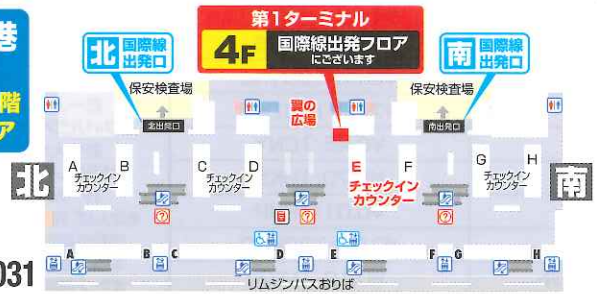 港
階
ア
第1ターミナル
4F 国際線出発フロア
にございます
北 国際線
出発口
南 国際線
出発口
保安検査場
保安検査場
北出発口
翼の
広場
南出発口
北
A B
チェックイン
カウンター
C D
チェックイン
カウンター
E F
チェックイン
カウンター
G H
チェックイン
カウンター
南
A B C D E F G H
031
リムジンバスおりば